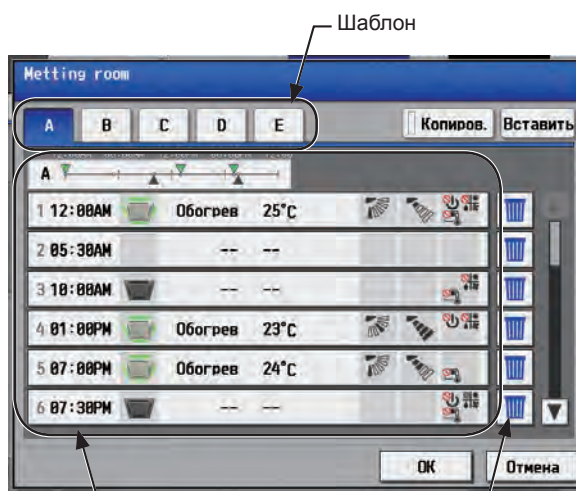 Шаблон
Metting room
A B C D E Копиров. Вставить
A
1 12:00AM Обогрев 25°C
2 05:30AM -- --
3 10:00AM -- --
4 01:00PM Обогрев 23°C
5 07:00PM Обогрев 24°C
6 07:30PM -- --
OK Отмена